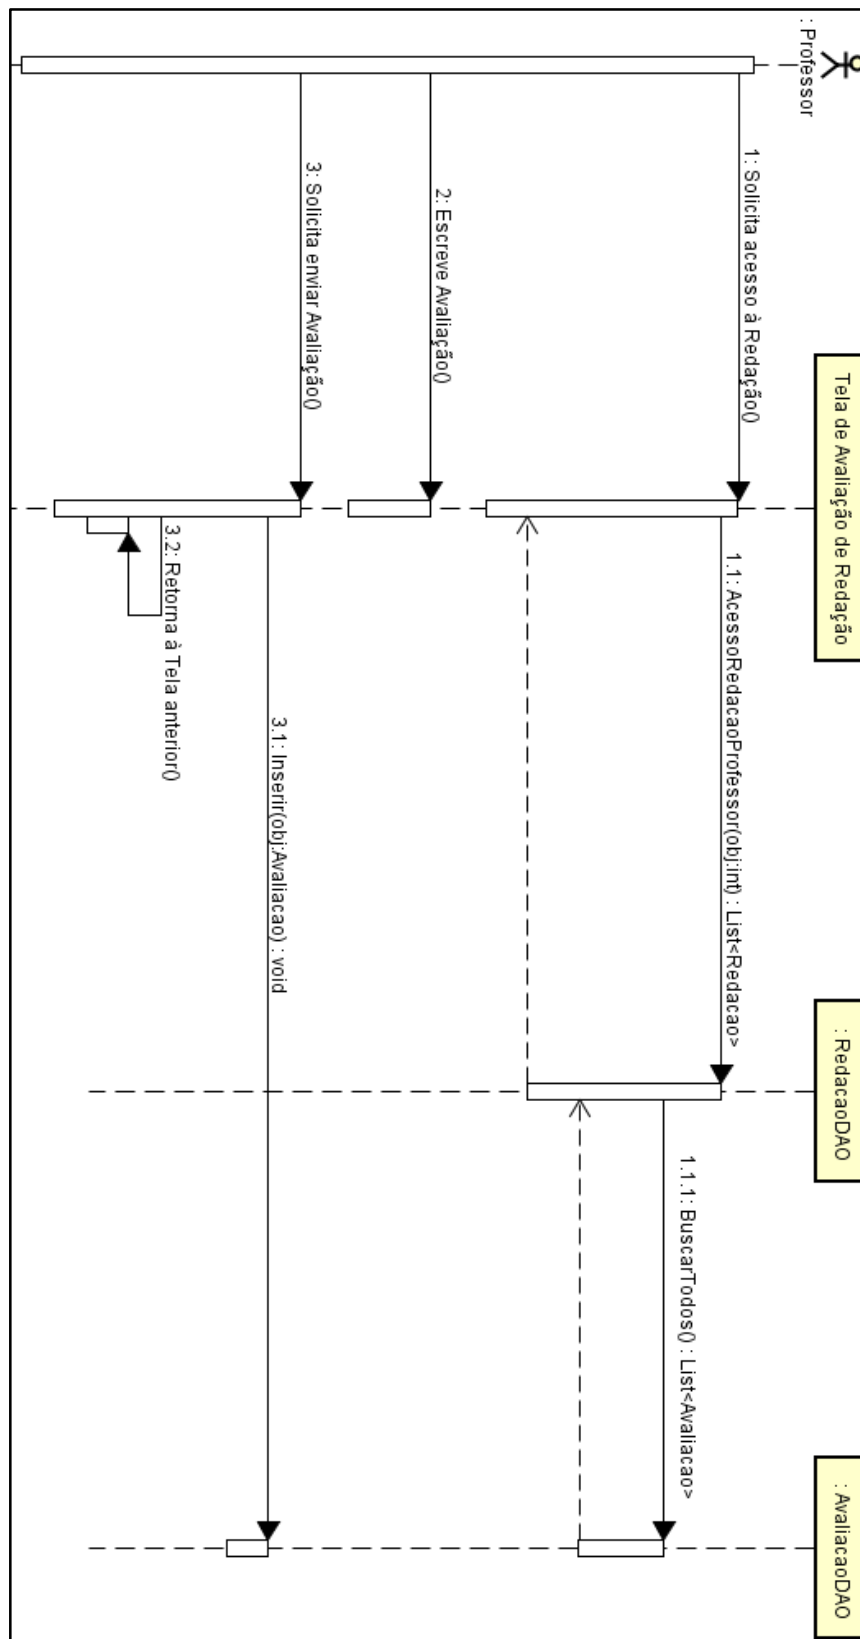 : Professor
Tela de Avaliação de Redação
: RedacaoDAO
: AvaliacaoDAO
1: Solicita acesso à Redação()
1.1: AcessoRedacaoProfessor(obj:int) : List<Redacao>
1.1.1: BuscarTodos() : List<Avaliacao>
2: Escreve Avaliação()
3: Solicita enviar Avaliação()
3.1: Inserir(obj:Avaliacao) : void
3.2: Retorna à Tela anterior()